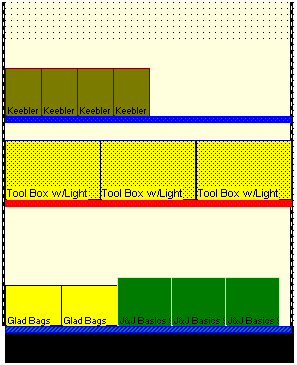 Keebler Keebler Keebler Keebler
Tool Box w/Light Tool Box w/Light Tool Box w/Light
Glad Bags Glad Bags J&J Basics S J&J Basics S J&J Basics S